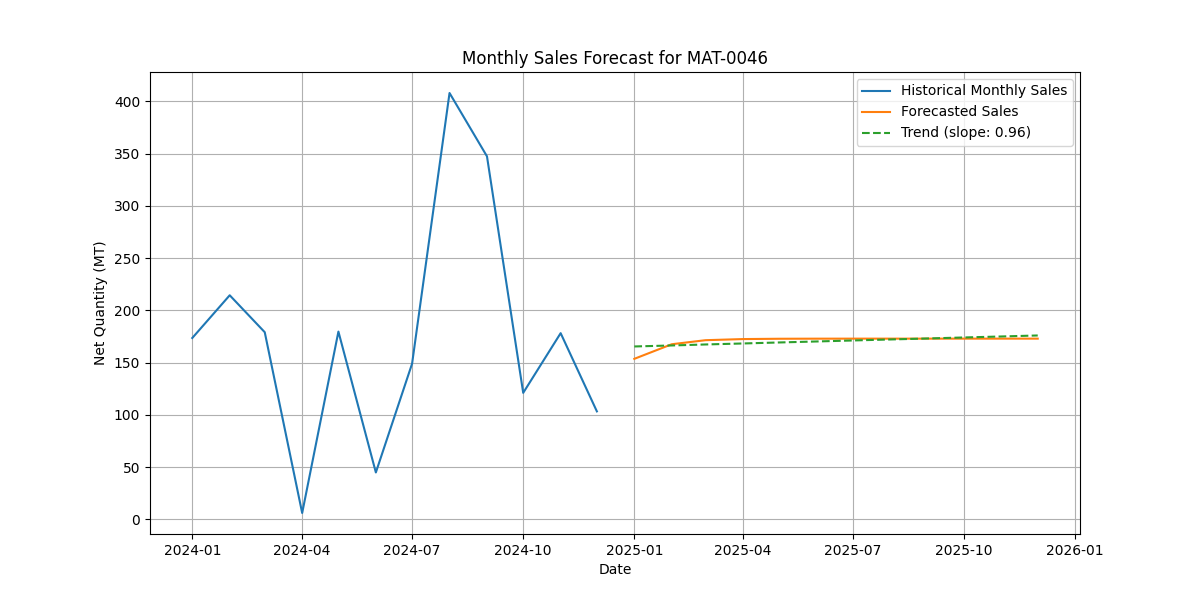 Monthly Sales Forecast for MAT-0046
Historical Monthly Sales
Forecasted Sales
Trend (slope: 0.96)
Net Quantity (MT)
400
350
300
250
200
150
100
50
0
2024-01 2024-04 2024-07 2024-10 2025-01 2025-04 2025-07 2025-10 2026-01
Date